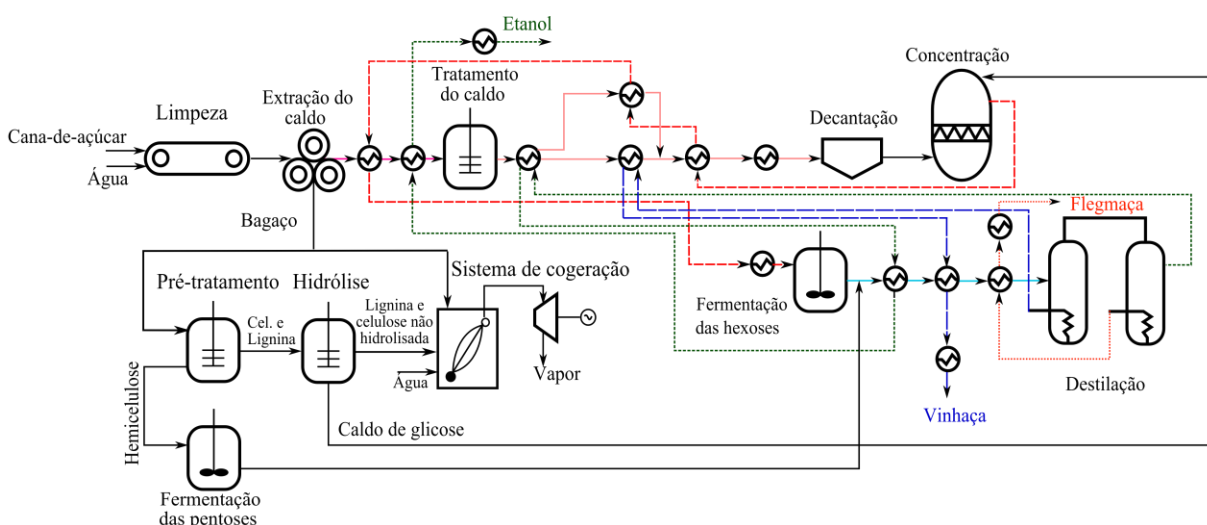 Etanol
Concentração
Tratamento
do caldo
Extração do
caldo
Limpeza
Decantação
Cana-de-açúcar
Água
Bagaço
Flegmaça
Pré-tratamento
Hidrólise
Sistema de cogeração
Lignina e
celulose não
hidrolisada
Cel. e
Lignina
Fermentação
das hexoses
Água
Vapor
Destilação
Hemicelulose
Vinhaça
Caldo de glicose
Fermentação
das pentoses